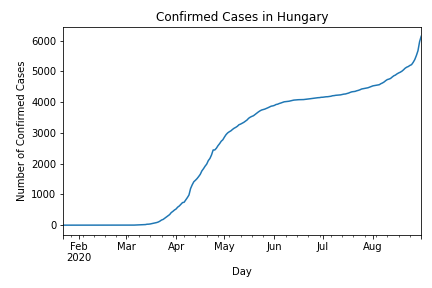 Confirmed Cases in Hungary
Number of Confirmed Cases
6000
5000
4000
3000
2000
1000
0
Feb Mar Apr May Jun Jul Aug
2020
Day